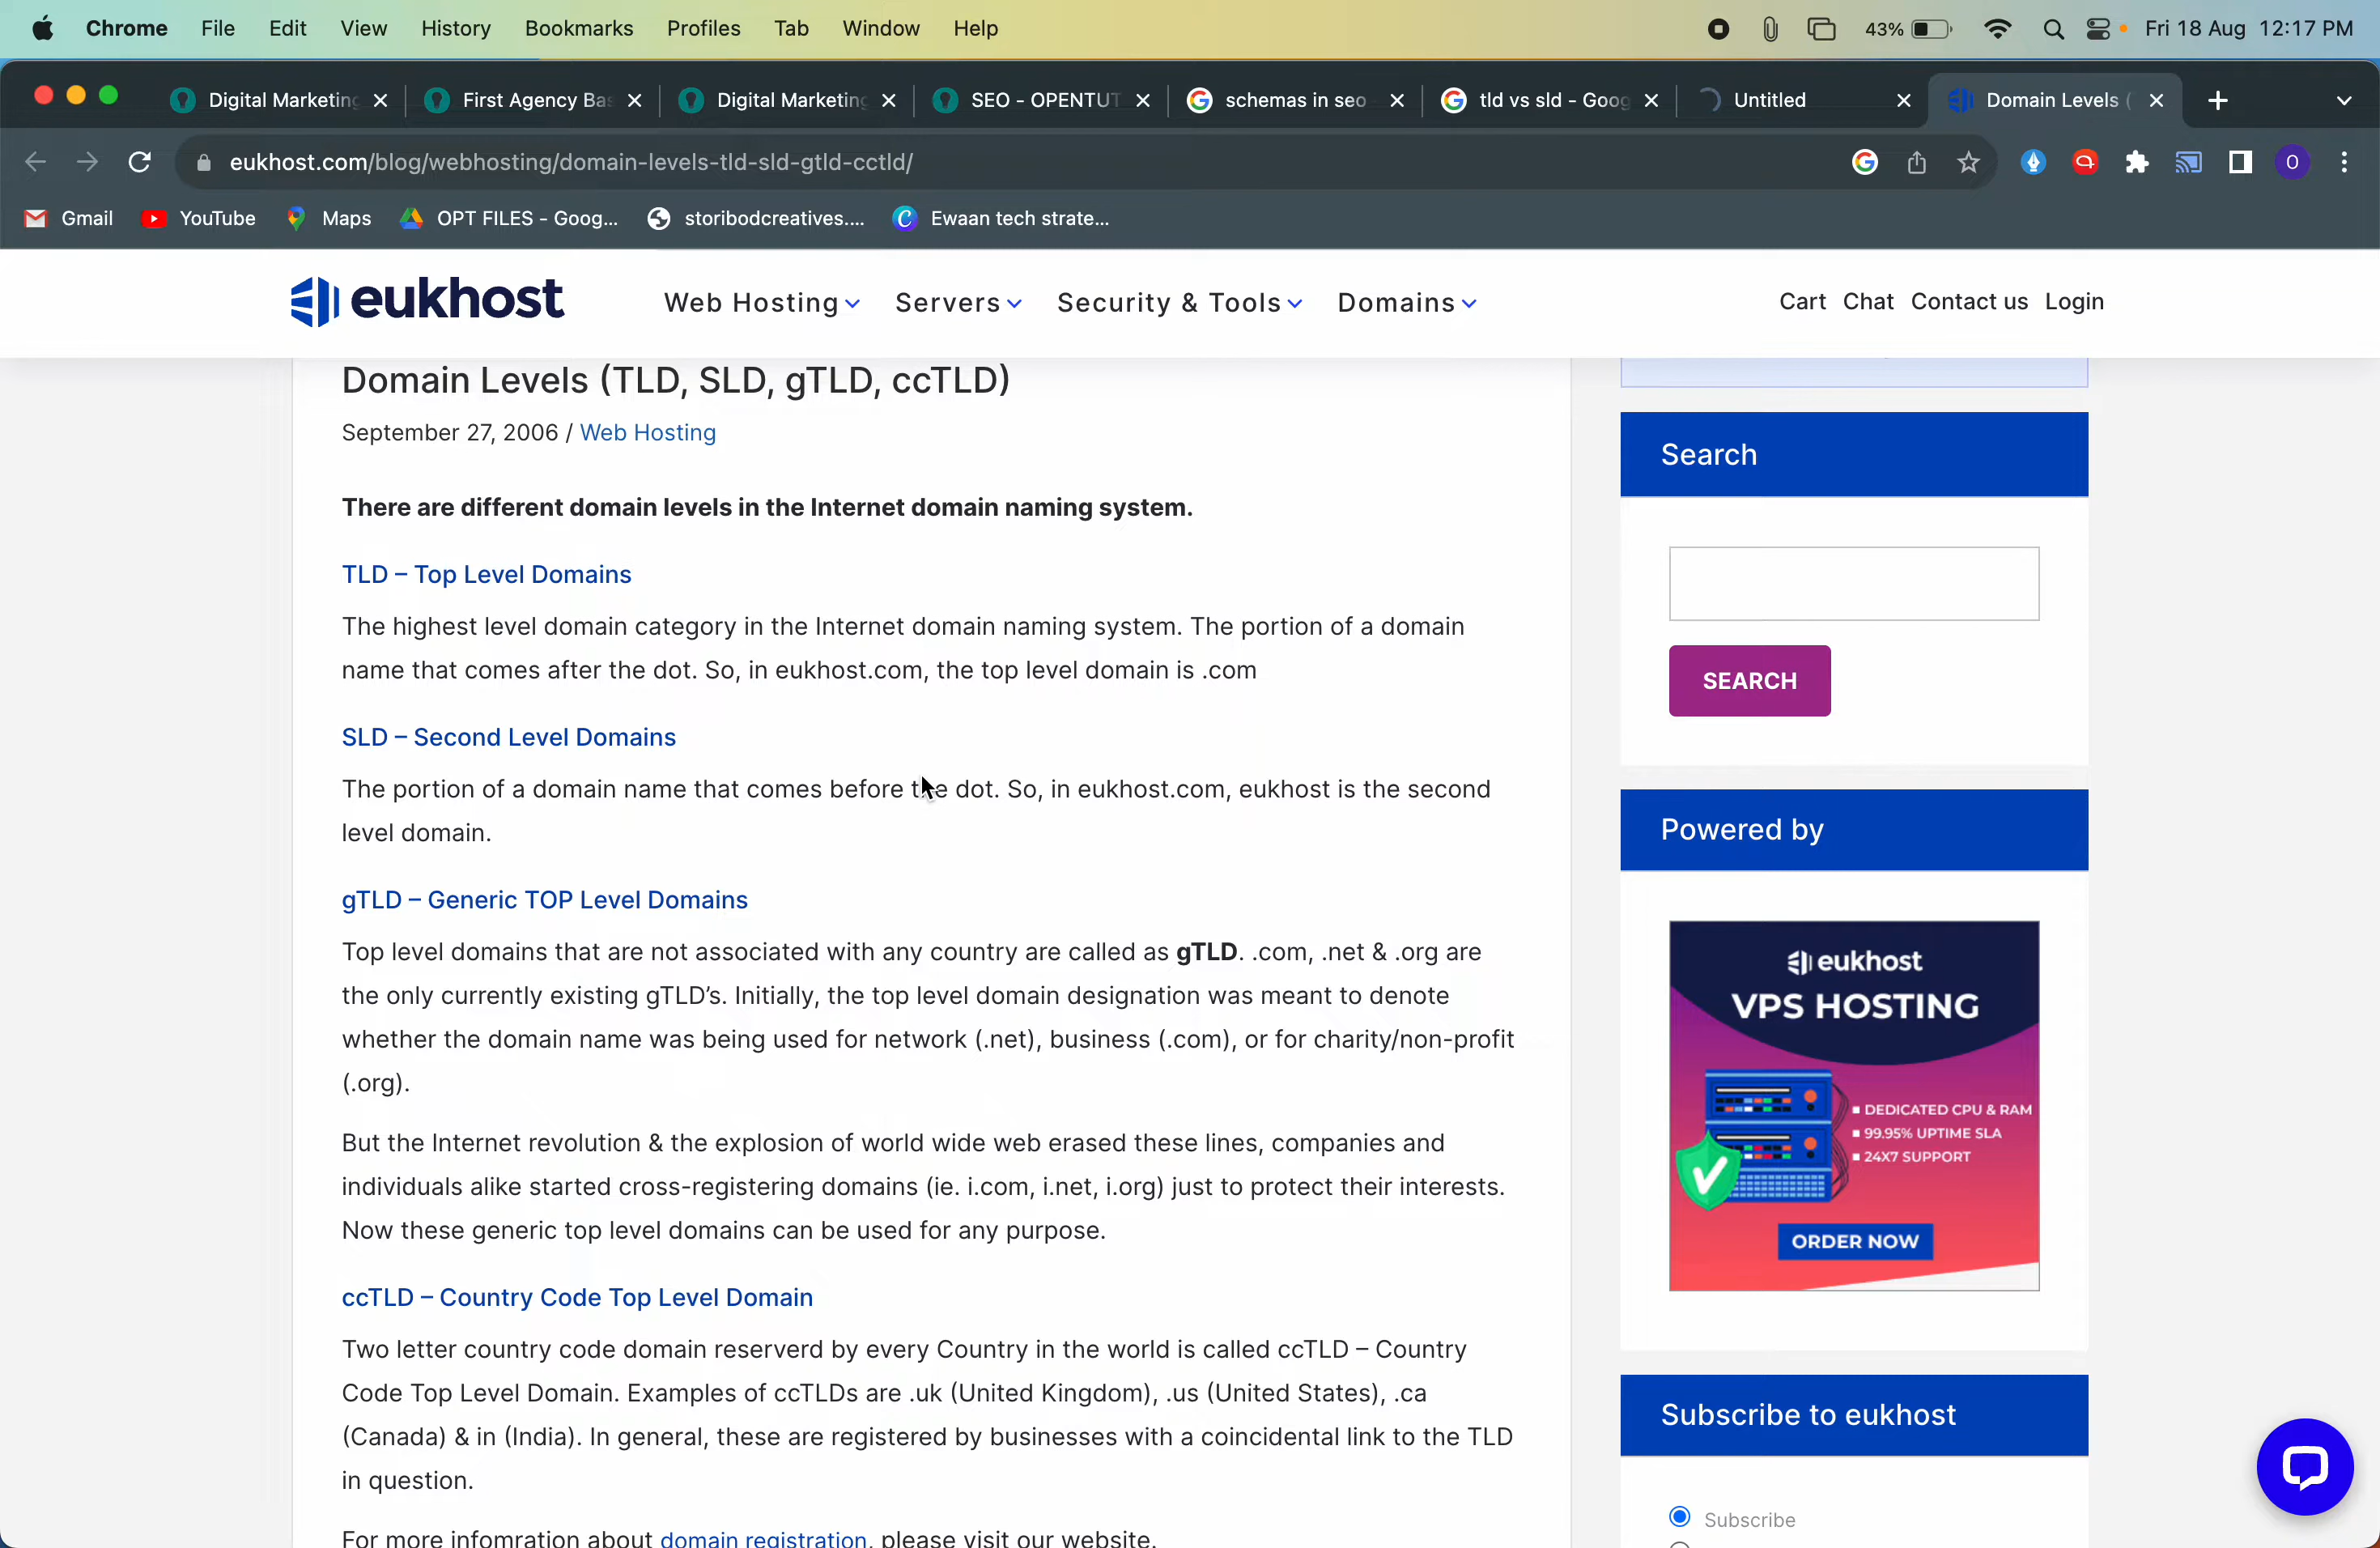 Chrome File Edit View History Bookmarks Profiles Tab Window Help 43% Fri 18 Aug 12:17 PM
Digital Marketing First Agency Bas Digital Marketing SEO - OPENTUT schemas in seo tld vs sld - Goog Untitled Domain Levels (
eukhost.com/blog/webhosting/domain-levels-tld-sld-gtld-cctld/ O
Gmail YouTube Maps OPT FILES - Goog... storibodcreatives.... Ewaan tech strate...
eukhost Web Hosting Servers Security & Tools Domains Cart Chat Contact us Login
Domain Levels (TLD, SLD, gTLD, ccTLD)
September 27, 2006 / Web Hosting
There are different domain levels in the Internet domain naming system.
TLD – Top Level Domains
The highest level domain category in the Internet domain naming system. The portion of a domain
name that comes after the dot. So, in eukhost.com, the top level domain is .com
SLD – Second Level Domains
The portion of a domain name that comes before the dot. So, in eukhost.com, eukhost is the second
level domain.
gTLD – Generic TOP Level Domains
Top level domains that are not associated with any country are called as gTLD. .com, .net & .org are
the only currently existing gTLD’s. Initially, the top level domain designation was meant to denote
whether the domain name was being used for network (.net), business (.com), or for charity/non-profit
(.org).
But the Internet revolution & the explosion of world wide web erased these lines, companies and
individuals alike started cross-registering domains (ie. i.com, i.net, i.org) just to protect their interests.
Now these generic top level domains can be used for any purpose.
ccTLD – Country Code Top Level Domain
Two letter country code domain reserverd by every Country in the world is called ccTLD – Country
Code Top Level Domain. Examples of ccTLDs are .uk (United Kingdom), .us (United States), .ca
(Canada) & in (India). In general, these are registered by businesses with a coincidental link to the TLD
in question.
For more infomration about domain registration, please visit our website.
Search
SEARCH
Powered by
eukhost
VPS HOSTING
DEDICATED CPU & RAM
99.95% UPTIME SLA
24X7 SUPPORT
ORDER NOW
Subscribe to eukhost
Subscribe